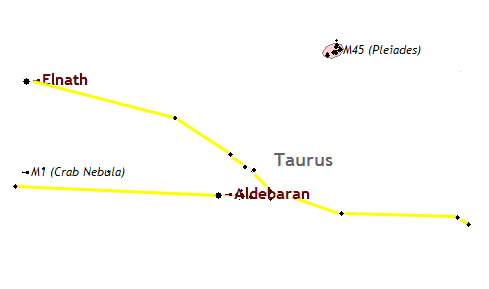 M45 (Pleiades)
Elnath
Taurus
M1 (Crab Nebula)
Aldebaran